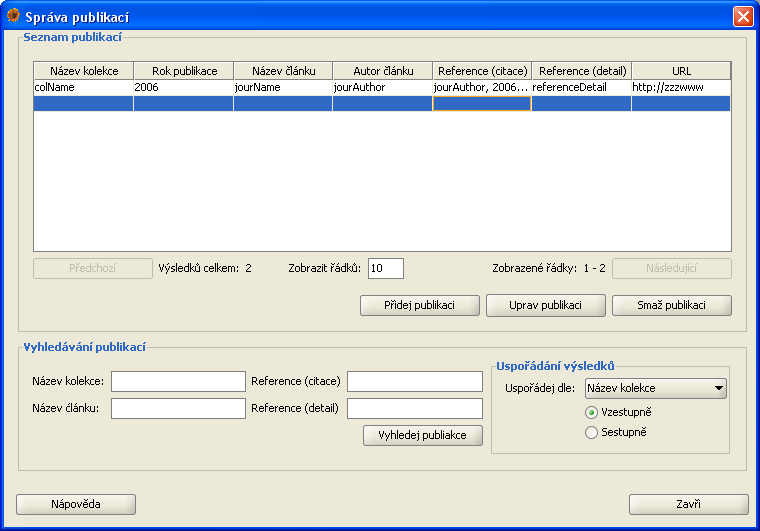 Správa publikací
Seznam publikací
Název kolekce Rok publikace Název článku Autor článku Reference (citace) Reference (detail) URL
colName 2006 jourName jourAuthor jourAuthor, 2006... referenceDetail http://zzzwww
Předchozí Výsledků celkem: 2 Zobrazit řádků: 10 Zobrazené řádky: 1 - 2 Následující
Přidej publikaci Uprav publikaci Smaž publikaci
Vyhledávání publikací
Uspořádání výsledků
Název kolekce: Reference (citace)
Uspořádej dle: Název kolekce
Název článku: Reference (detail)
Vzestupně
Vyhledej publiakce
Sestupně
Nápověda Zavři